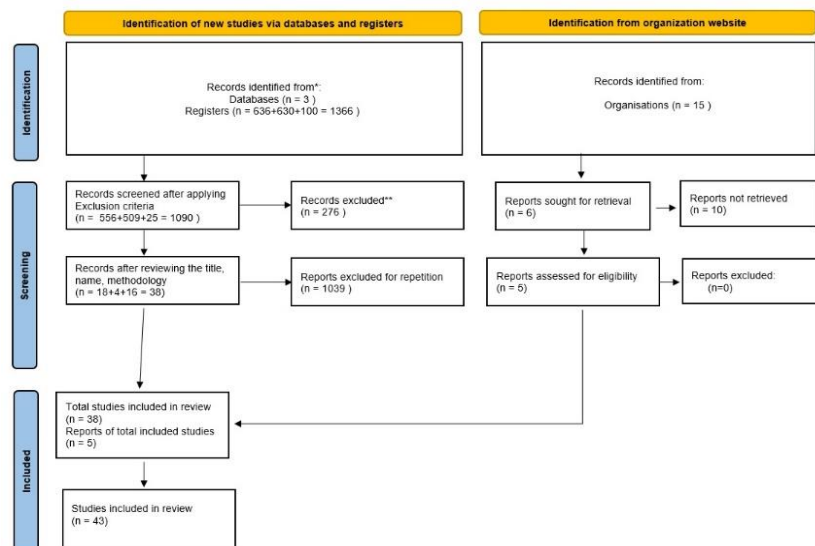 Identification of new studies via databases and registers
Identification from organization website
Identification
Records identified from*:
Databases (n = 3 )
Registers (n = 636+630+100 = 1366 )
Records identified from:
Organisations (n = 15 )
Screening
Records screened after applying
Exclusion criteria
(n = 556+509+25 = 1090 )
Records excluded**
(n = 276 )
Reports sought for retrieval
(n = 6)
Reports not retrieved
(n = 10)
Records after reviewing the title,
name, methodology
(n = 18+4+16 = 38)
Reports excluded for repetition
(n = 1039 )
Reports assessed for eligibility
(n = 5)
Reports excluded:
(n=0)
Included
Total studies included in review
(n = 38)
Reports of total included studies
(n = 5)
Studies included in review
(n = 43)